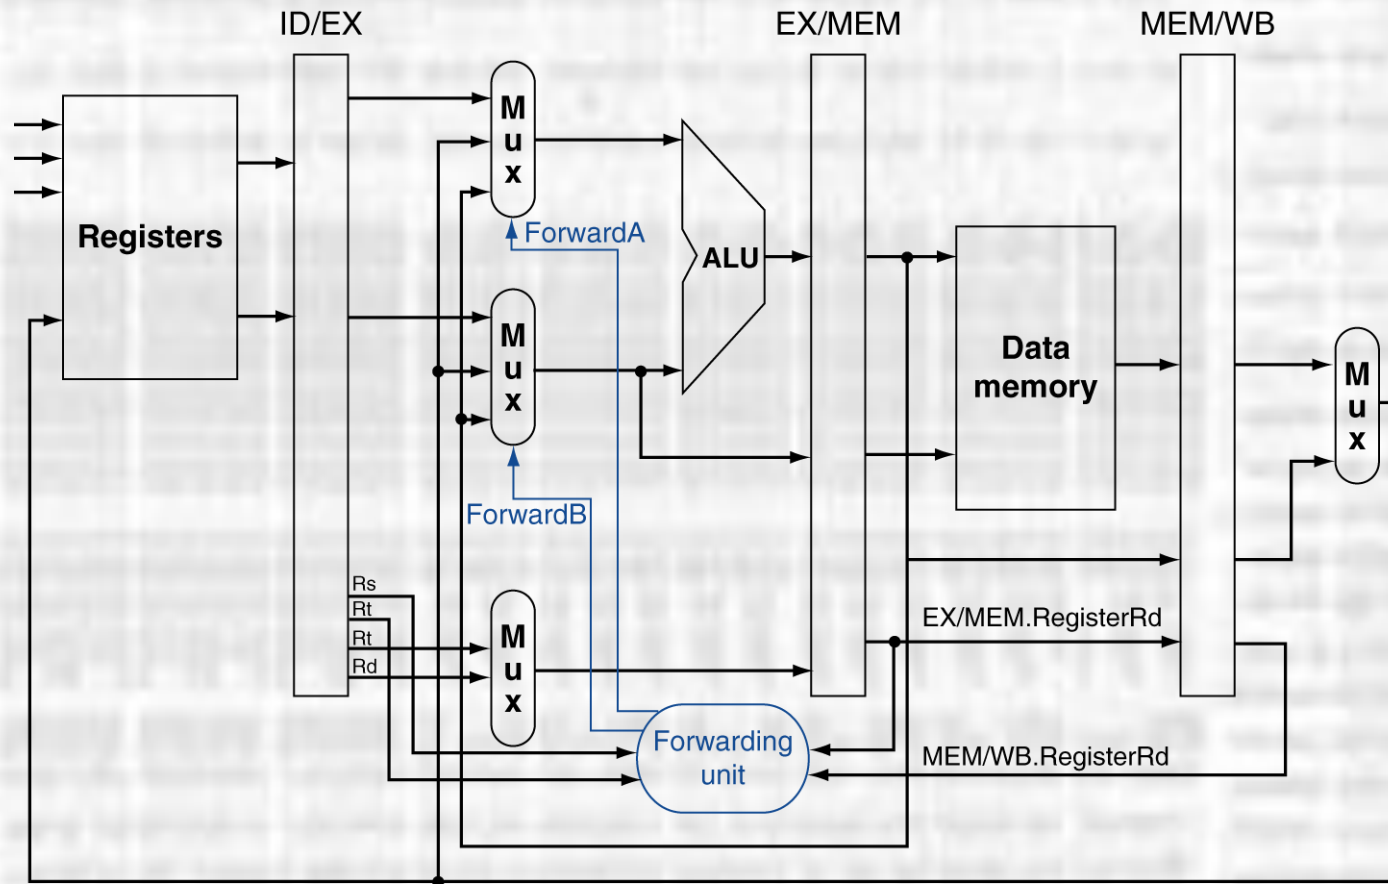 ID/EX
EX/MEM
MEM/WB
Registers
M
u
x
ForwardA
M
u
x
ForwardB
ALU
Data
memory
M
u
x
Rs
Rt
Rt
Rd
M
u
x
EX/MEM.RegisterRd
Forwarding
unit
MEM/WB.RegisterRd